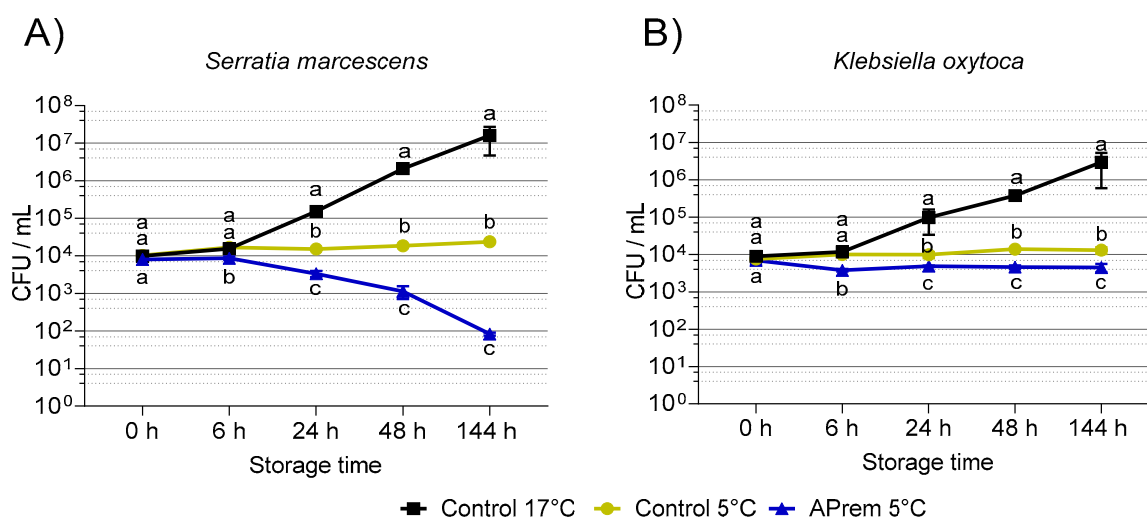 A)
Serratia marcescens
CFU / mL
10⁸
10⁷
10⁶
10⁵
10⁴
10³
10²
10¹
10⁰
a
a
a
a
a
b
a
b
c
a
b
c
a
b
c
0 h 6 h 24 h 48 h 144 h
Storage time
B)
Klebsiella oxytoca
CFU / mL
10⁸
10⁷
10⁶
10⁵
10⁴
10³
10²
10¹
10⁰
a
a
a
a
a
b
a
b
c
a
b
c
a
b
c
0 h 6 h 24 h 48 h 144 h
Storage time
Control 17°C Control 5°C APrem 5°C